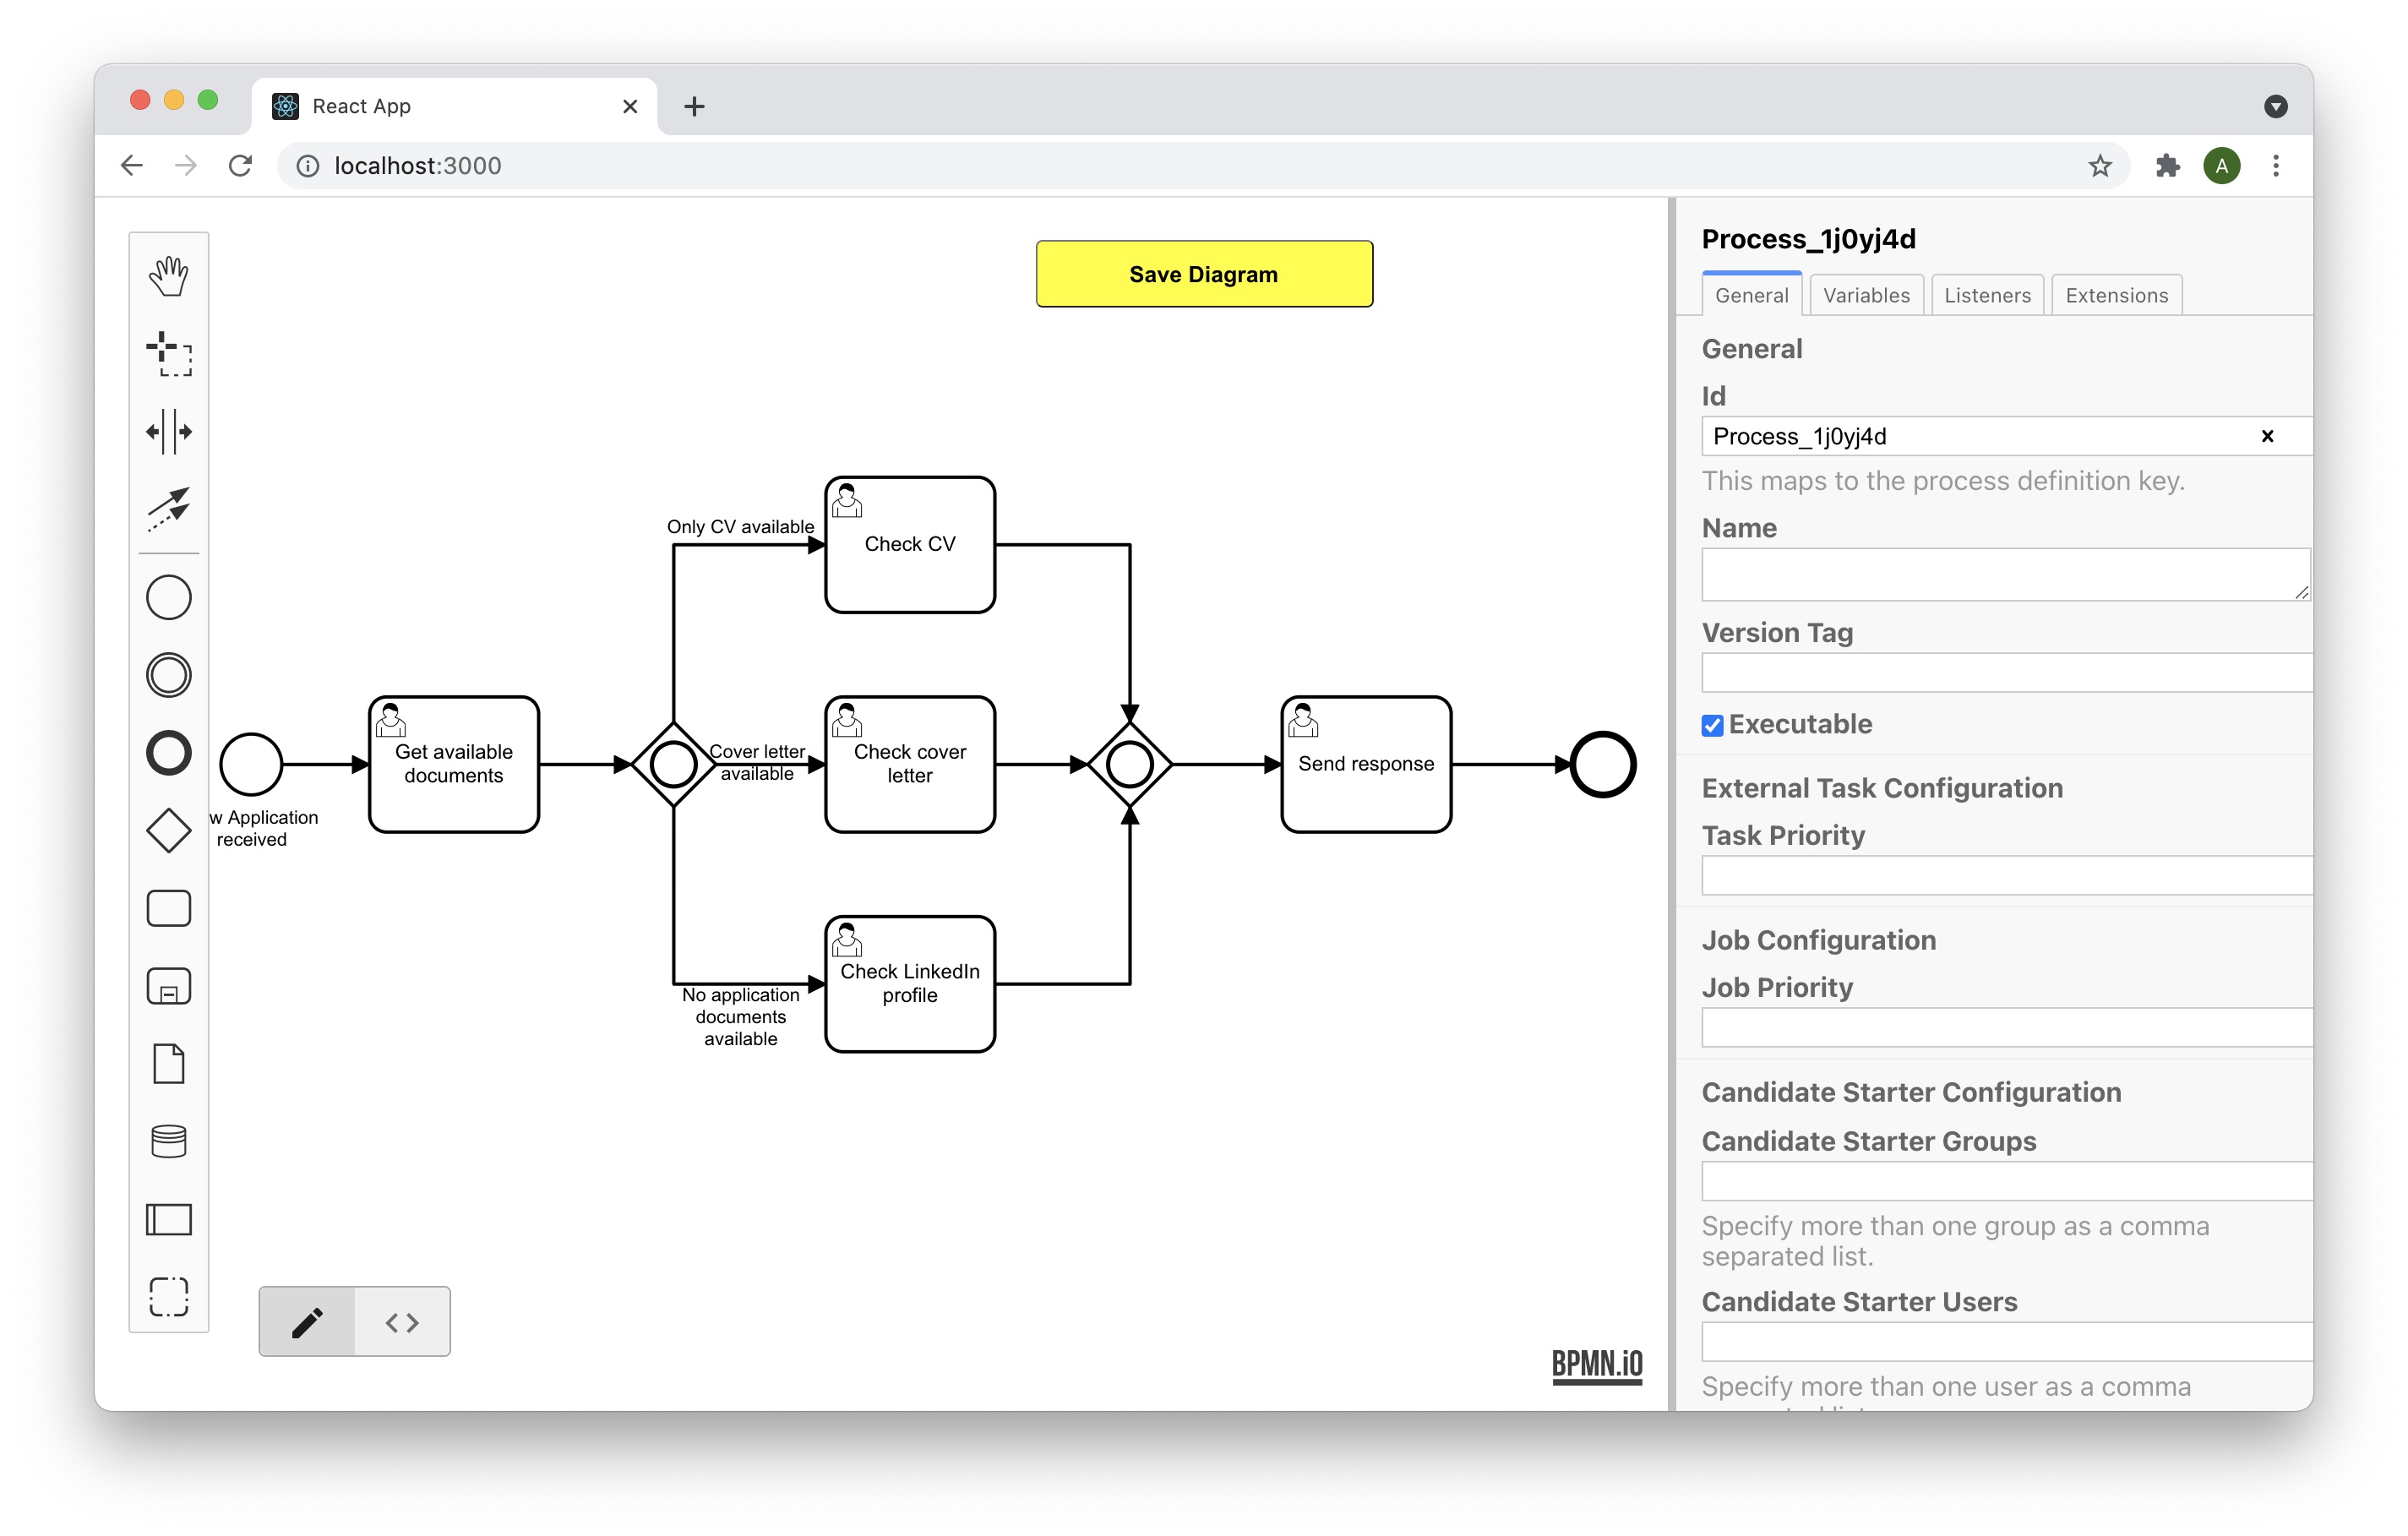 React App
localhost:3000
A
Save Diagram
Only CV available
Check CV
Get available
documents
Cover letter
available
Check cover
letter
Send response
w Application
received
Check LinkedIn
profile
No application
documents
available
BPMN.iO
Process_1j0yj4d
General
Variables
Listeners
Extensions
General
Id
Process_1j0yj4d
This maps to the process definition key.
Name
Version Tag
Executable
External Task Configuration
Task Priority
Job Configuration
Job Priority
Candidate Starter Configuration
Candidate Starter Groups
Specify more than one group as a comma
separated list.
Candidate Starter Users
Specify more than one user as a comma